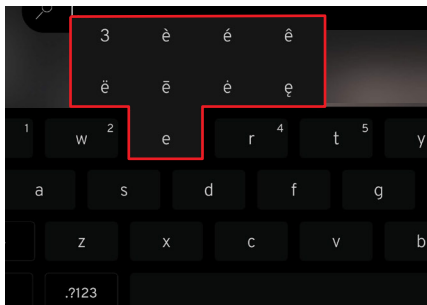 3 è é ê
ë ē ė ę
1 w 2 e r 4 t 5 y
a s d f g
z x c v b
.?123